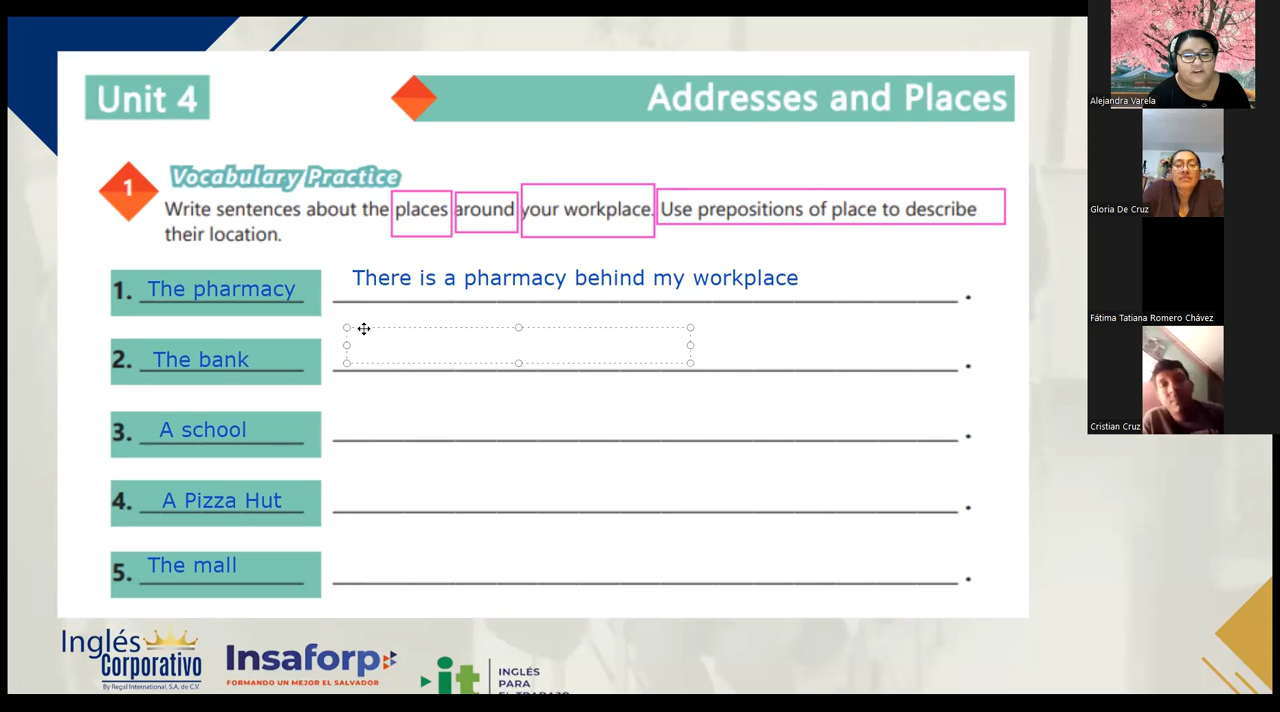 Unit 4
Addresses and Places
1
Vocabulary Practice
Write sentences about the places around your workplace. Use prepositions of place to describe
their location.
1. The pharmacy There is a pharmacy behind my workplace .
2. The bank .
3. A school .
4. A Pizza Hut .
5. The mall .
Inglés
Corporativo
By Regal International, S.A. de C.V.
Insaforp
FORMANDO UN MEJOR EL SALVADOR
it
INGLÉS
PARA
EL TRABAJO
Alejandra Varela
Gloria De Cruz
Fátima Tatiana Romero Chávez
Cristian Cruz